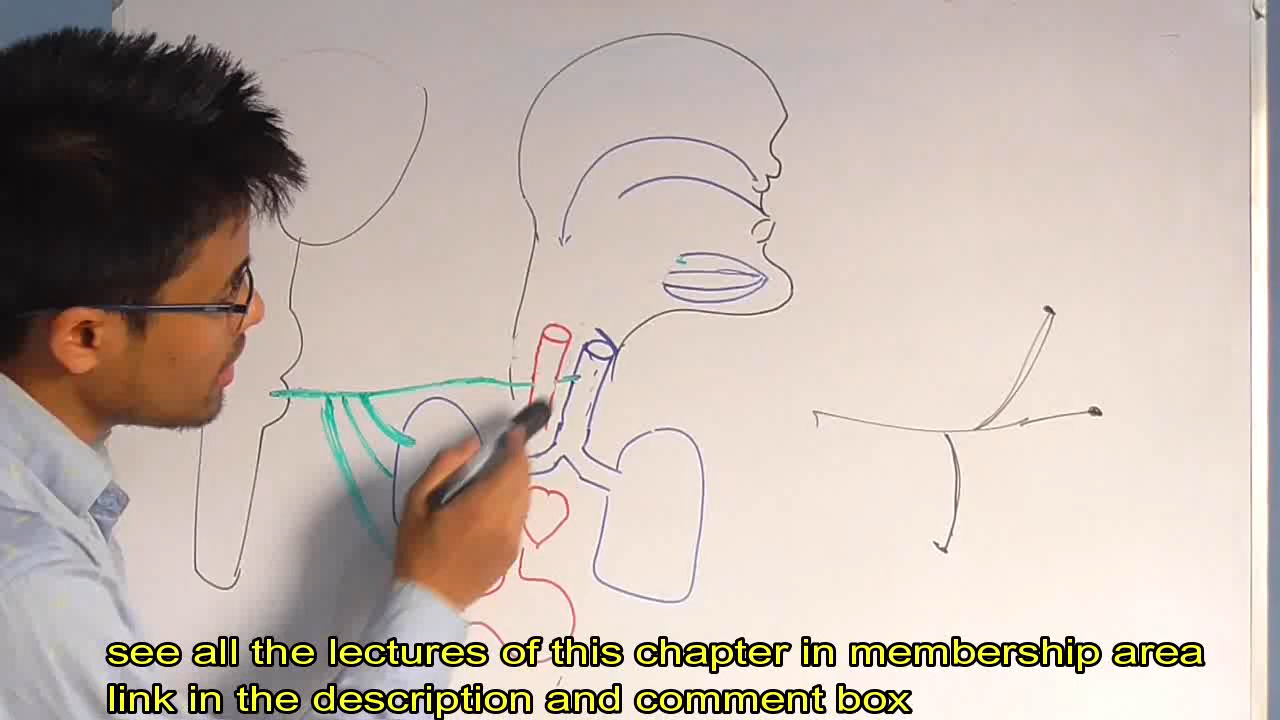 see all the lectures of this chapter in membership area
link in the description and comment box